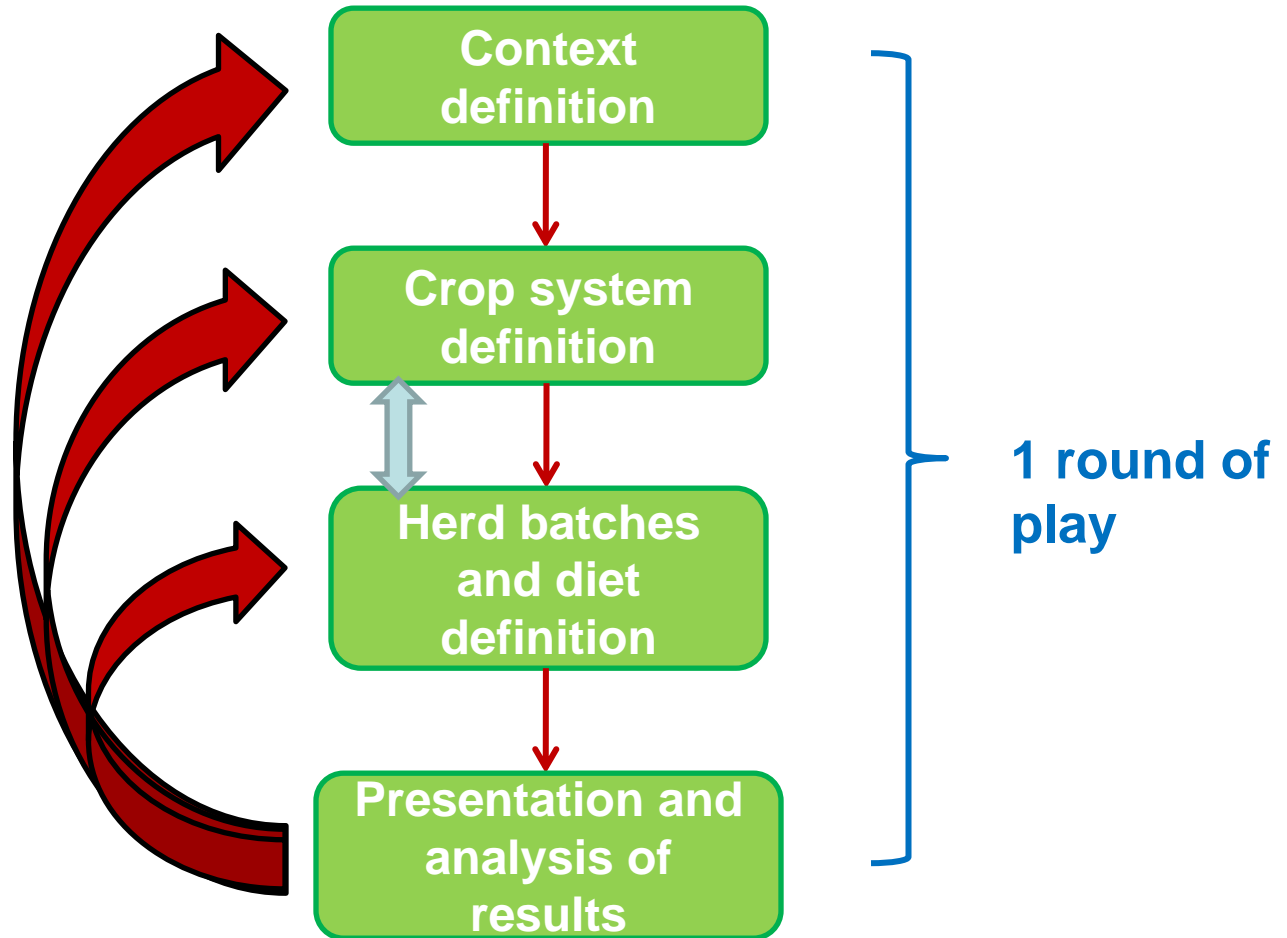 Context
definition
Crop system
definition
Herd batches
and diet
definition
Presentation and
analysis of
results
1 round of
play